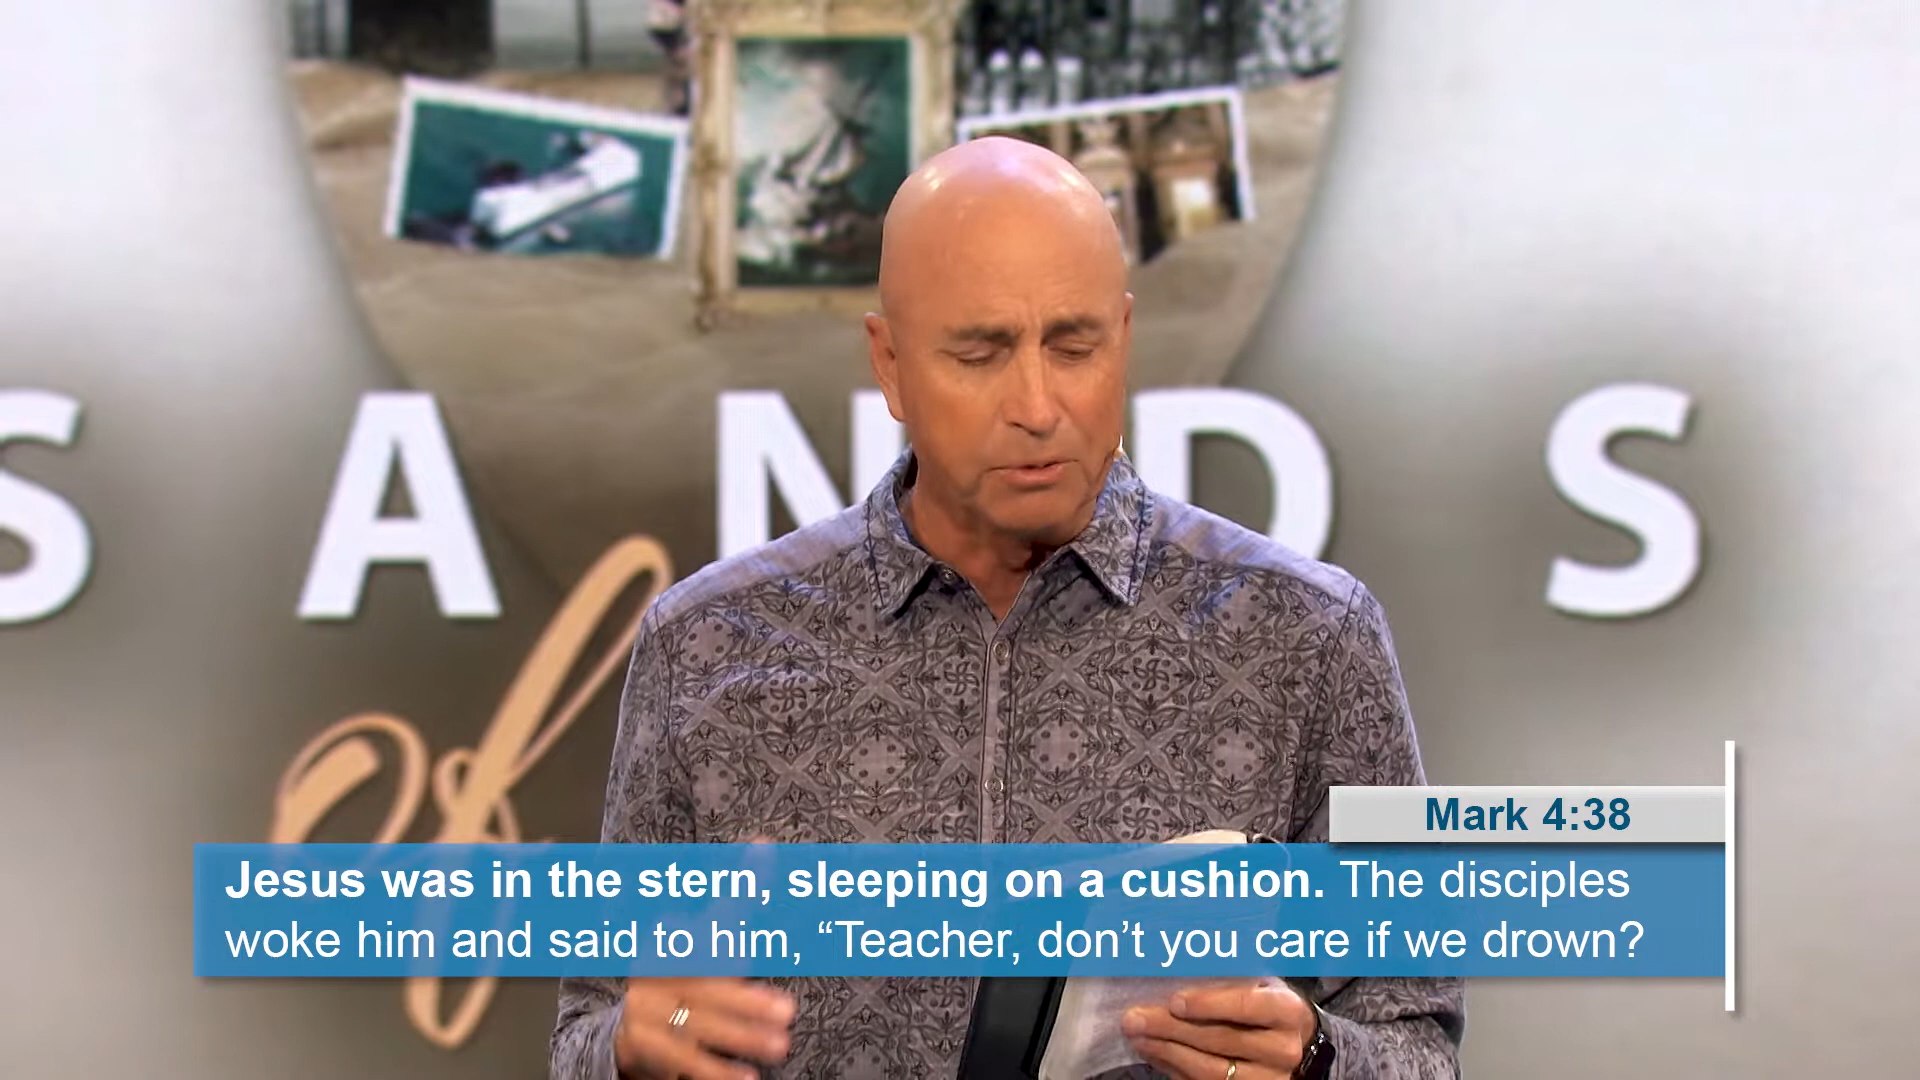 S A N D S
of
Mark 4:38
Jesus was in the stern, sleeping on a cushion. The disciples
woke him and said to him, “Teacher, don’t you care if we drown?